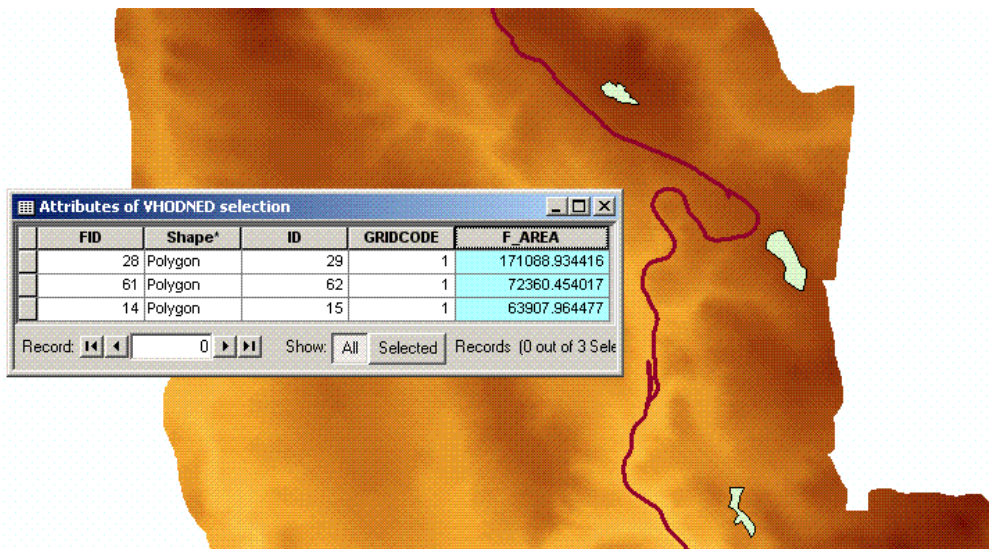 Attributes of VHODNED selection
FID Shape* ID GRIDCODE F_AREA
28 Polygon 29 1 171088.934416
61 Polygon 62 1 72360.454017
14 Polygon 15 1 63907.964477
Record: 0 Show: All Selected Records (0 out of 3 Sele